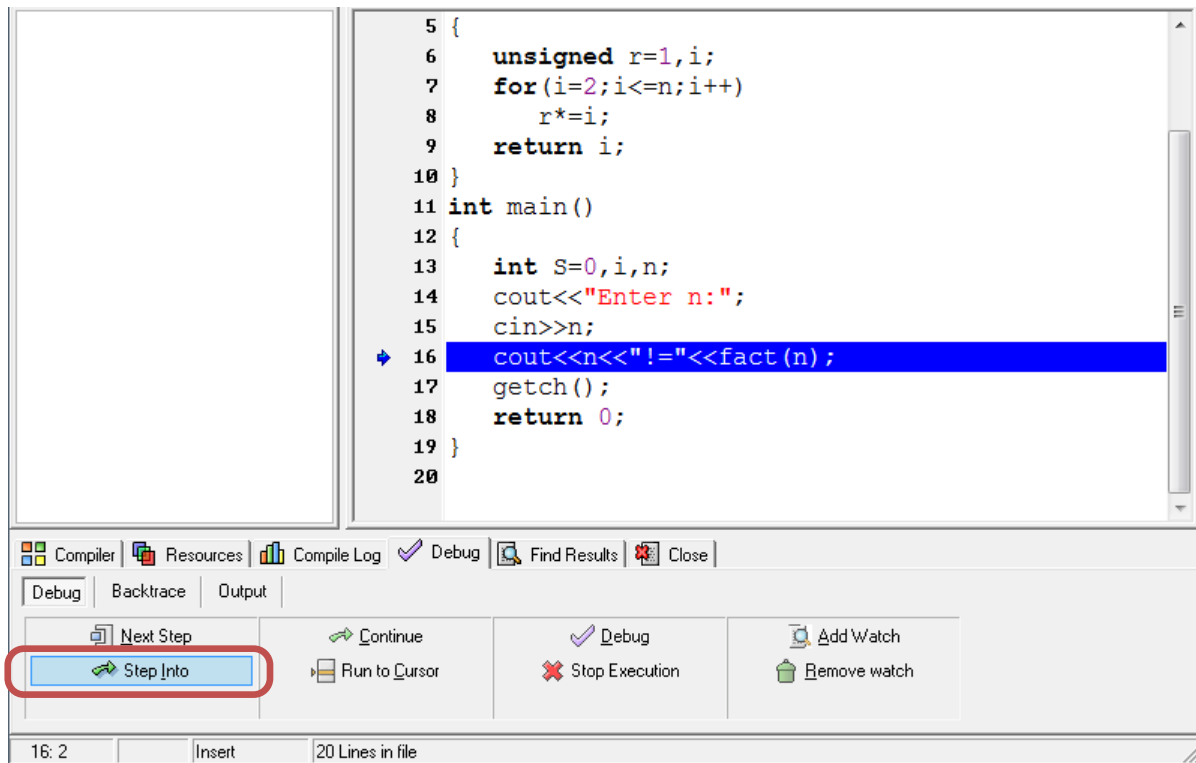 5 {
6 unsigned r=1,i;
7 for(i=2;i<=n;i++)
8 r*=i;
9 return i;
10 }
11 int main()
12 {
13 int S=0,i,n;
14 cout<<"Enter n:";
15 cin>>n;
16 cout<<n<<"!="<<fact(n);
17 getch();
18 return 0;
19 }
20
Compiler Resources Compile Log Debug Find Results Close
Debug Backtrace Output
Next Step Continue Debug Add Watch
Step Into Run to Cursor Stop Execution Remove watch
16: 2 Insert 20 Lines in file